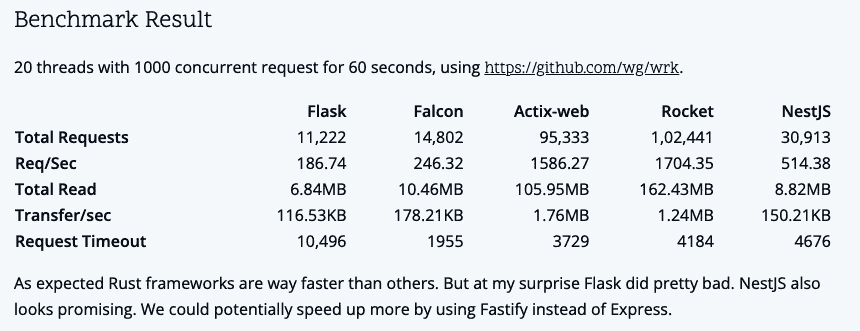 Benchmark Result
20 threads with 1000 concurrent request for 60 seconds, using https://github.com/wg/wrk.
Flask Falcon Actix-web Rocket NestJS
Total Requests 11,222 14,802 95,333 1,02,441 30,913
Req/Sec 186.74 246.32 1586.27 1704.35 514.38
Total Read 6.84MB 10.46MB 105.95MB 162.43MB 8.82MB
Transfer/sec 116.53KB 178.21KB 1.76MB 1.24MB 150.21KB
Request Timeout 10,496 1955 3729 4184 4676
As expected Rust frameworks are way faster than others. But at my surprise Flask did pretty bad. NestJS also
looks promising. We could potentially speed up more by using Fastify instead of Express.